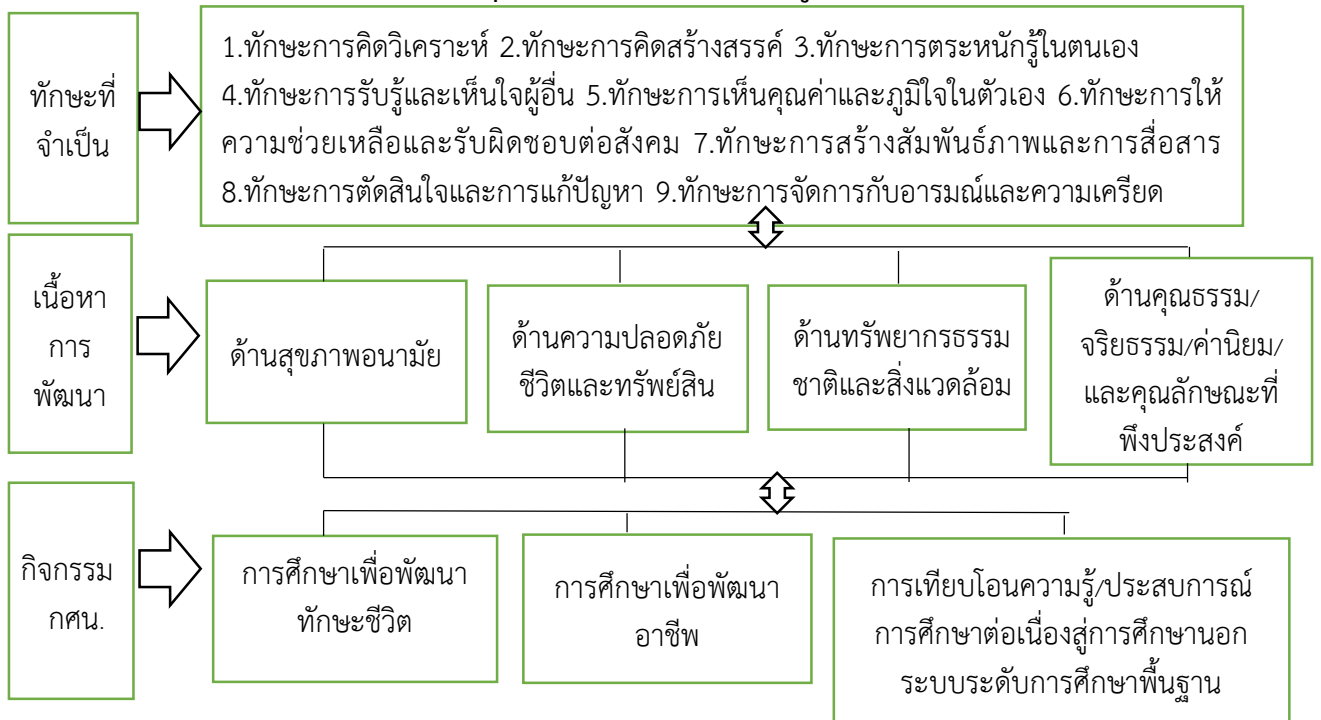 ทักษะที่
จำเป็น
1.ทักษะการคิดวิเคราะห์ 2.ทักษะการคิดสร้างสรรค์ 3.ทักษะการตระหนักรู้ในตนเอง
4.ทักษะการรับรู้และเห็นใจผู้อื่น 5.ทักษะการเห็นคุณค่าและภูมิใจในตัวเอง 6.ทักษะการให้
ความช่วยเหลือและรับผิดชอบต่อสังคม 7.ทักษะการสร้างสัมพันธ์ภาพและการสื่อสาร
8.ทักษะการตัดสินใจและการแก้ปัญหา 9.ทักษะการจัดการกับอารมณ์และความเครียด
เนื้อหา
การ
พัฒนา
ด้านสุขภาพอนามัย
ด้านความปลอดภัย
ชีวิตและทรัพย์สิน
ด้านทรัพยากรธรรม
ชาติและสิ่งแวดล้อม
ด้านคุณธรรม/
จริยธรรม/ค่านิยม/
และคุณลักษณะที่
พึงประสงค์
กิจกรรม
กศน.
การศึกษาเพื่อพัฒนา
ทักษะชีวิต
การศึกษาเพื่อพัฒนา
อาชีพ
การเทียบโอนความรู้/ประสบการณ์
การศึกษาต่อเนื่องสู่การศึกษานอก
ระบบระดับการศึกษาพื้นฐาน